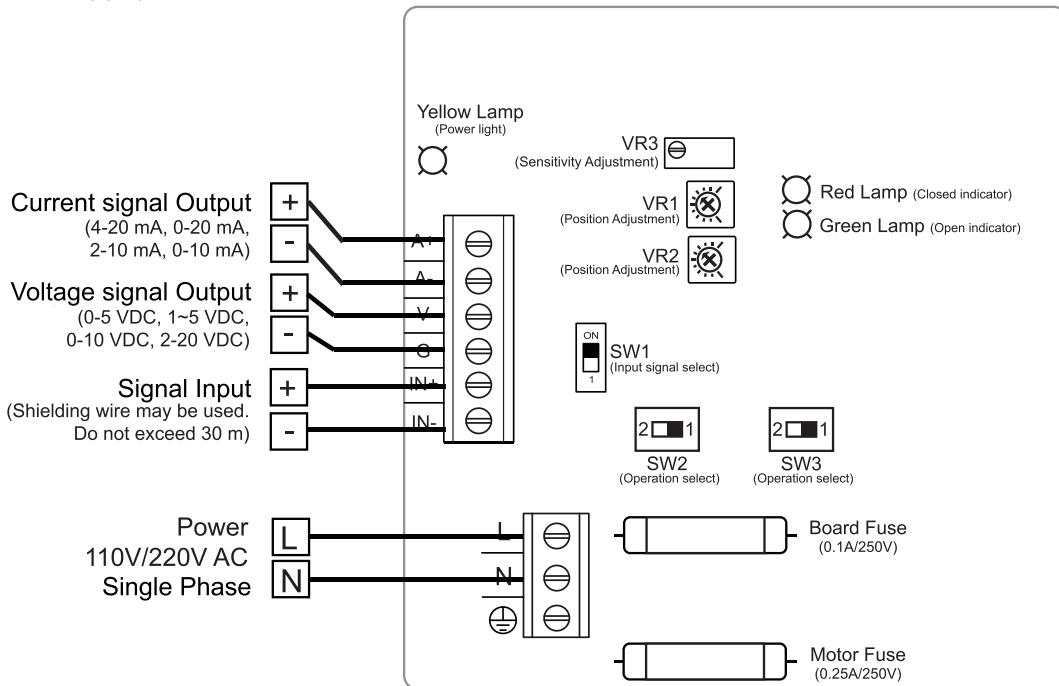 Yellow Lamp
(Power light)
VR3
(Sensitivity Adjustment)
VR1
(Position Adjustment)
VR2
(Position Adjustment)
Red Lamp (Closed indicator)
Green Lamp (Open indicator)
Current signal Output
(4-20 mA, 0-20 mA,
2-10 mA, 0-10 mA)
+
-
A+
A-
Voltage signal Output
(0-5 VDC, 1~5 VDC,
0-10 VDC, 2-20 VDC)
+
-
V
G
Signal Input
(Shielding wire may be used.
Do not exceed 30 m)
+
-
IN+
IN-
ON
1
SW1
(Input signal select)
2 1
SW2
(Operation select)
2 1
SW3
(Operation select)
Power
110V/220V AC
Single Phase
L
N
L
N
Board Fuse
(0.1A/250V)
Motor Fuse
(0.25A/250V)